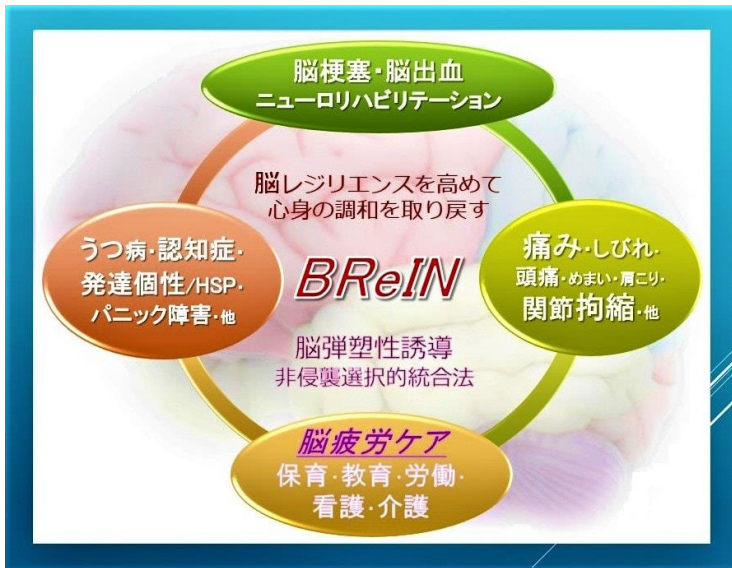 脳梗塞・脳出血
ニューロリハビリテーション
脳レジリエンスを高めて
心身の調和を取り戻す
うつ病・認知症・
発達個性/HSP・
パニック障害・他
BReIN
痛み・しびれ・
頭痛・めまい・肩こり・
関節拘縮・他
脳弾塑性誘導
非侵襲選択的統合法
脳疲労ケア
保育・教育・労働・
看護・介護